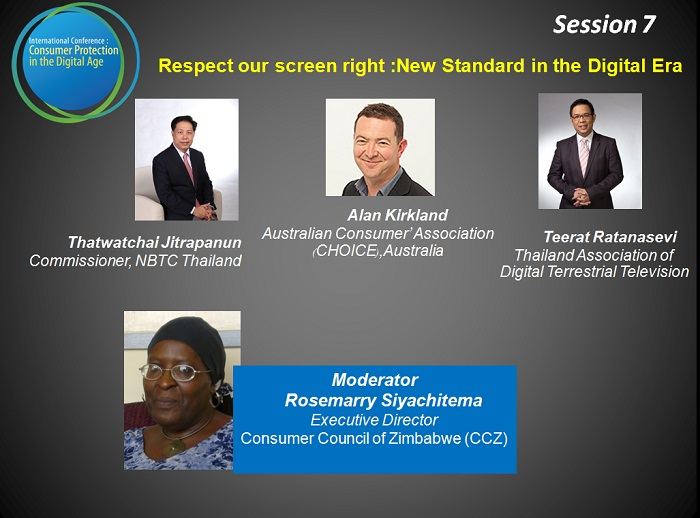 International Conference :
Consumer Protection
in the Digital Age
Session 7
Respect our screen right :New Standard in the Digital Era
Thatwatchai Jitrapanun
Commissioner, NBTC Thailand
Alan Kirkland
Australian Consumer'Association
(CHOICE),Australia
Teerat Ratanasevi
Thailand Association of
Digital Terrestrial Television
Moderator
Rosemarry Siyachitema
Executive Director
Consumer Council of Zimbabwe (CCZ)